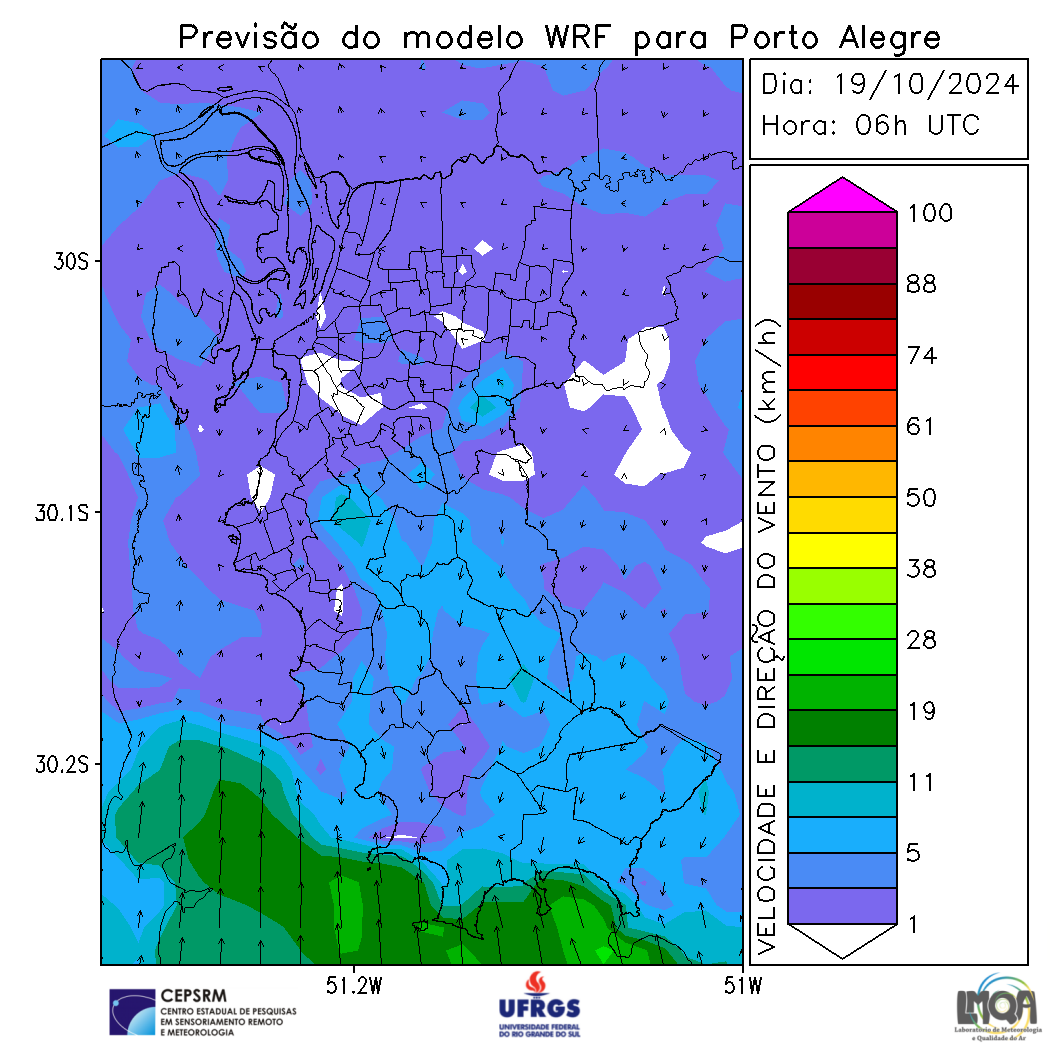 Previsão do modelo WRF para Porto Alegre
Dia: 19/10/2024
Hora: 06h UTC
30S
30.1S
30.2S
51.2W
51W
VELOCIDADE E DIREÇÃO DO VENTO (km/h)
100
88
74
61
50
38
28
19
11
5
1
CEPSRM
CENTRO ESTADUAL DE PESQUISAS
EM SENSORIAMENTO REMOTO
E METEOROLOGIA
UFRGS
UNIVERSIDADE FEDERAL
DO RIO GRANDE DO SUL
LMQA
Laboratório de Meteorologia
e Qualidade do Ar